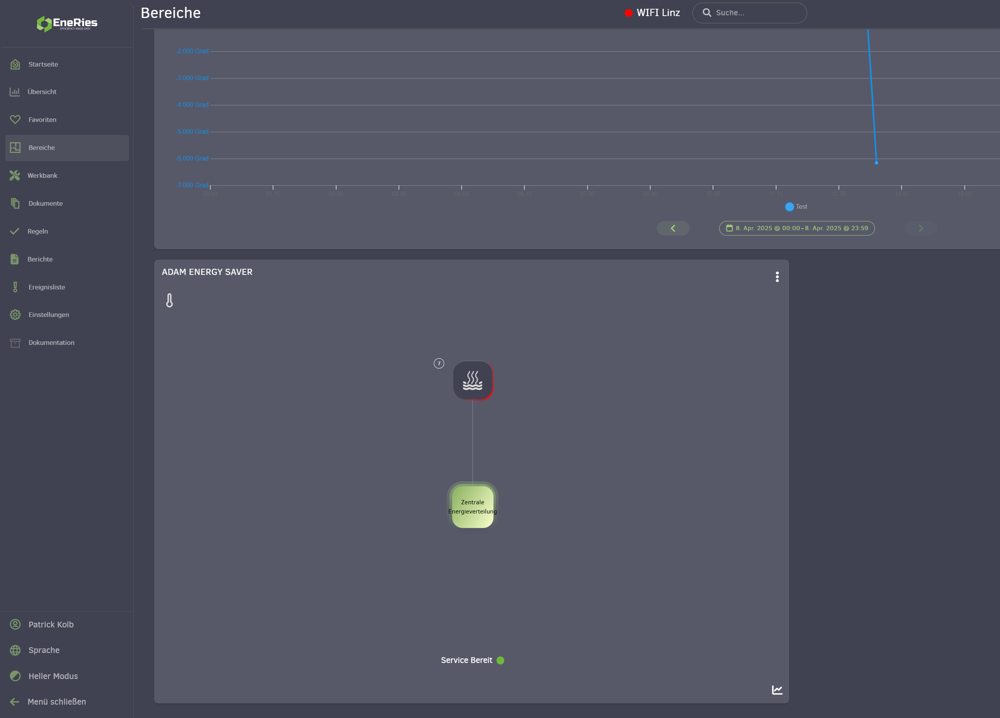 EneRies
EFFICIENCY MADE EASY
Bereiche
WIFI Linz
Suche...
Startseite
Übersicht
Favoriten
Bereiche
Werkbank
Dokumente
Regeln
Berichte
Ereignisliste
Einstellungen
Dokumentation
-2.000 Grad
-3.000 Grad
-4.000 Grad
-5.000 Grad
-6.000 Grad
-7.000 Grad
00:00 01:15 02:30 03:45 05:00 06:15 07:30 08:45 10:00 11:15 12:30 13:45 15:00
Test
8. Apr. 2025 @ 00:00 – 8. Apr. 2025 @ 23:59
ADAM ENERGY SAVER
7
Zentrale
Energieverteilung
Service Bereit
Patrick Kolb
Sprache
Heller Modus
Menü schließen